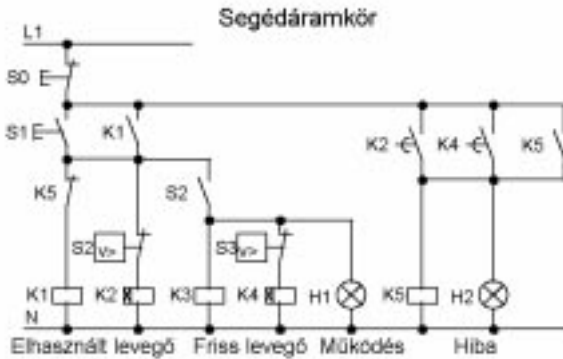 Segédáramkör
L1
S0
S1 K1 K2 K4 K5
K5 S2
S2 V> S3 V>
K1 K2 K3 K4 H1 K5 H2
N
Elhasznált levegő Friss levegő Működés Hiba